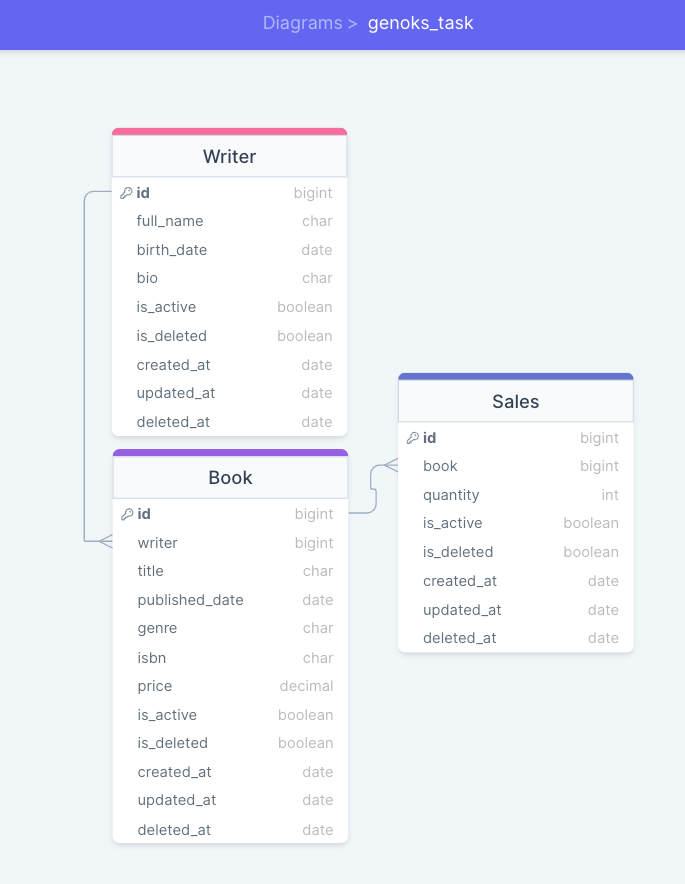 Diagrams > genoks_task
Writer
id bigint
full_name char
birth_date date
bio char
is_active boolean
is_deleted boolean
created_at date
updated_at date
deleted_at date
Book
id bigint
writer bigint
title char
published_date date
genre char
isbn char
price decimal
is_active boolean
is_deleted boolean
created_at date
updated_at date
deleted_at date
Sales
id bigint
book bigint
quantity int
is_active boolean
is_deleted boolean
created_at date
updated_at date
deleted_at date